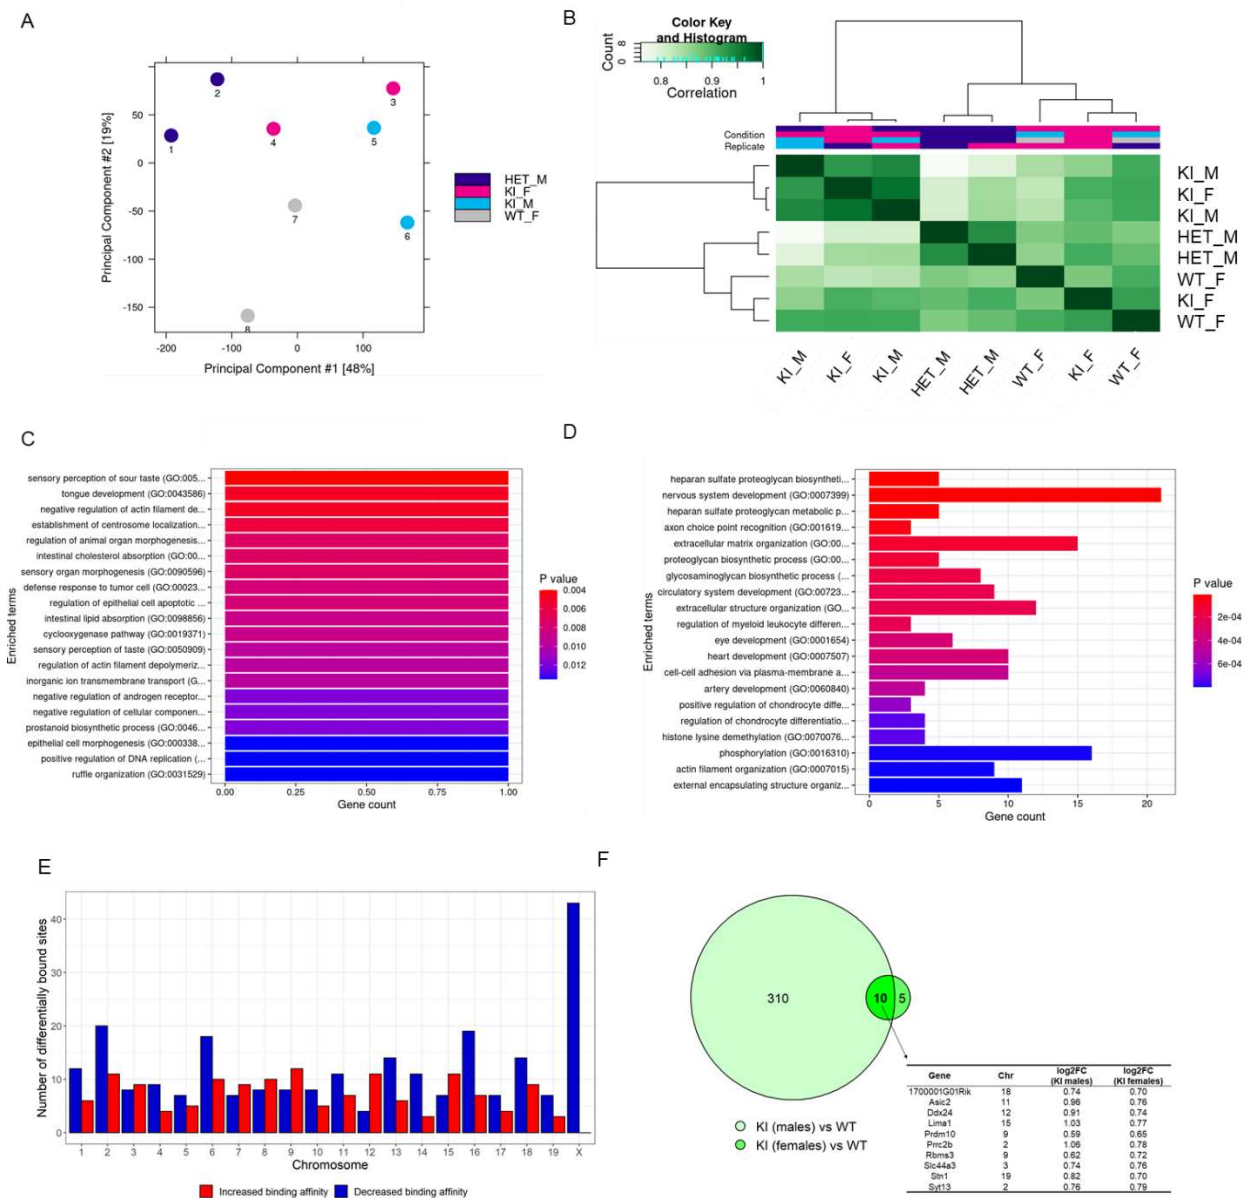 A
Principal Component #2 [19%]
50
0
-50
-100
-150
1
2
3
4
5
6
7
8
-200
-100
0
100
Principal Component #1 [48%]
HET_M
KI_F
KI_M
WT_F
B
Color Key
and Histogram
Count
0
8
0.8
0.9
1
Correlation
Condition
Replicate
KI_M
KI_F
KI_M
HET_M
HET_M
WT_F
KI_F
WT_F
KI_M
KI_F
KI_M
HET_M
HET_M
WT_F
KI_F
WT_F
C
Enriched terms
sensory perception of sour taste (GO:005...
tongue development (GO:0043586)
negative regulation of actin filament de...
establishment of centrosome localization...
regulation of animal organ morphogenesis...
intestinal cholesterol absorption (GO:00...
sensory organ morphogenesis (GO:0090596)
defense response to tumor cell (GO:00023...
regulation of epithelial cell apoptotic ...
intestinal lipid absorption (GO:0098856)
cyclooxygenase pathway (GO:0019371)
sensory perception of taste (GO:0050909)
regulation of actin filament depolymeriz...
inorganic ion transmembrane transport (G...
negative regulation of androgen receptor...
negative regulation of cellular componen...
prostanoid biosynthetic process (GO:0046...
epithelial cell morphogenesis (GO:000338...
positive regulation of DNA replication (...
ruffle organization (GO:0031529)
0.00
0.25
0.50
0.75
1.00
Gene count
P value
0.004
0.006
0.008
0.010
0.012
D
Enriched terms
heparan sulfate proteoglycan biosyntheti...
nervous system development (GO:0007399)
heparan sulfate proteoglycan metabolic p...
axon choice point recognition (GO:001619...
extracellular matrix organization (GO:00...
proteoglycan biosynthetic process (GO:00...
glycosaminoglycan biosynthetic process (...
circulatory system development (GO:00723...
extracellular structure organization (GO...
regulation of myeloid leukocyte differen...
eye development (GO:0001654)
heart development (GO:0007507)
cell-cell adhesion via plasma-membrane a...
artery development (GO:0060840)
positive regulation of chondrocyte diffe...
regulation of chondrocyte differentiatio...
histone lysine demethylation (GO:0070076...
phosphorylation (GO:0016310)
actin filament organization (GO:0007015)
external encapsulating structure organiz...
0
5
10
15
20
Gene count
P value
2e-04
4e-04
6e-04
E
Number of differentially bound sites
40
30
20
10
0
1 2 3 4 5 6 7 8 9 10 11 12 13 14 15 16 17 18 19 X
Chromosome
Increased binding affinity
Decreased binding affinity
F
310
10
5
KI (males) vs WT
KI (females) vs WT
Gene Chr log2FC (KI males) log2FC (KI females)
1700001G01Rik 18 0.74 0.70
Asic2 11 0.96 0.76
Ddx24 12 0.91 0.74
Lima1 15 1.03 0.77
Prdm10 9 0.59 0.65
Prrc2b 2 1.06 0.78
Rbms3 9 0.62 0.72
Slc44a3 3 0.74 0.76
Stn1 19 0.82 0.70
Syt13 2 0.76 0.79